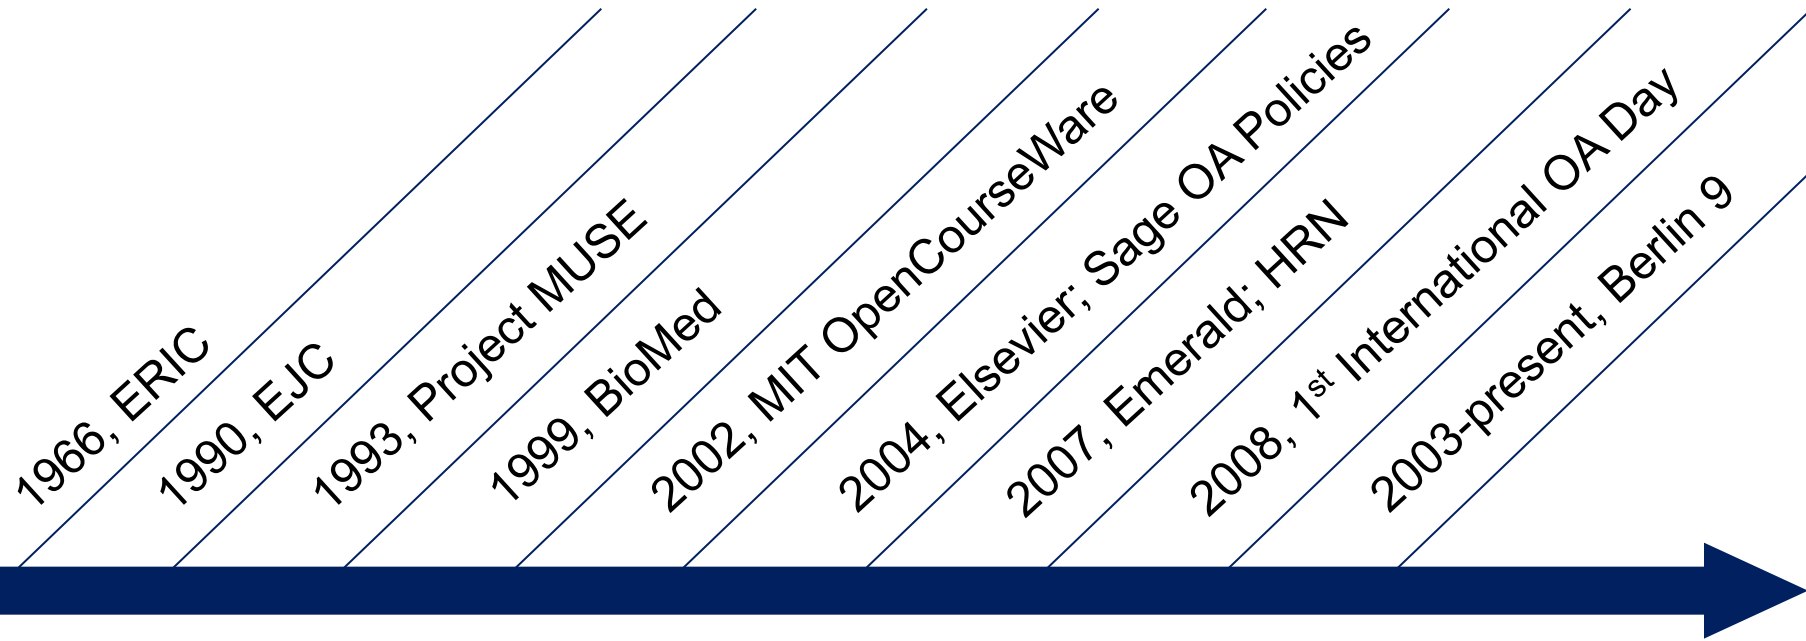 1966, ERIC
1990, EJC
1993, Project MUSE
1999, BioMed
2002, MIT OpenCourseWare
2004, Elsevier; Sage OA Policies
2007, Emerald; HRN
2008, 1st International OA Day
2003-present, Berlin 9